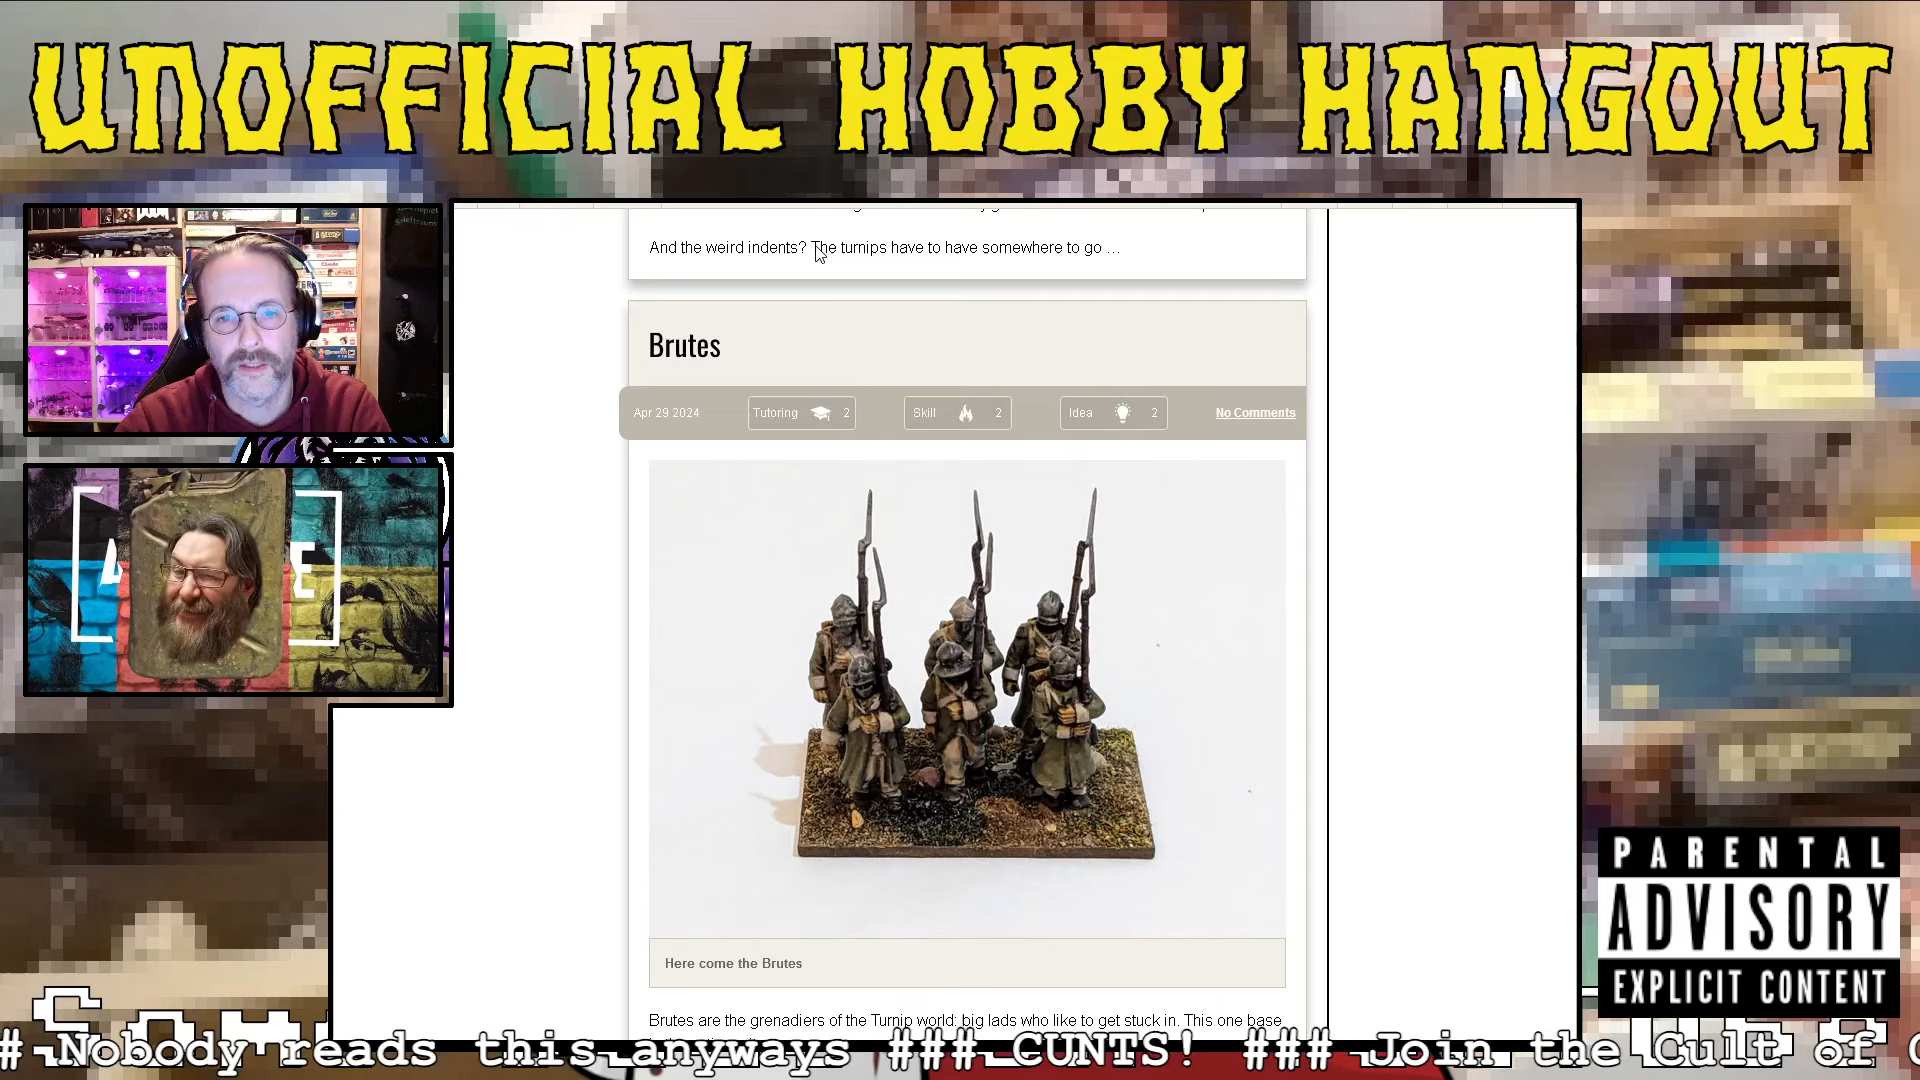 UNOFFICIAL HOBBY HANGOUT
And the weird indents? The turnips have to have somewhere to go ...
Brutes
Apr 29 2024 Tutoring 2 Skill 2 Idea 2 No Comments
Here come the Brutes
Brutes are the grenadiers of the Turnip world: big lads who like to get stuck in. This one base
PARENTAL
ADVISORY
EXPLICIT CONTENT
# Nobody reads this anyways ### CUNTS! ### Join the Cult of